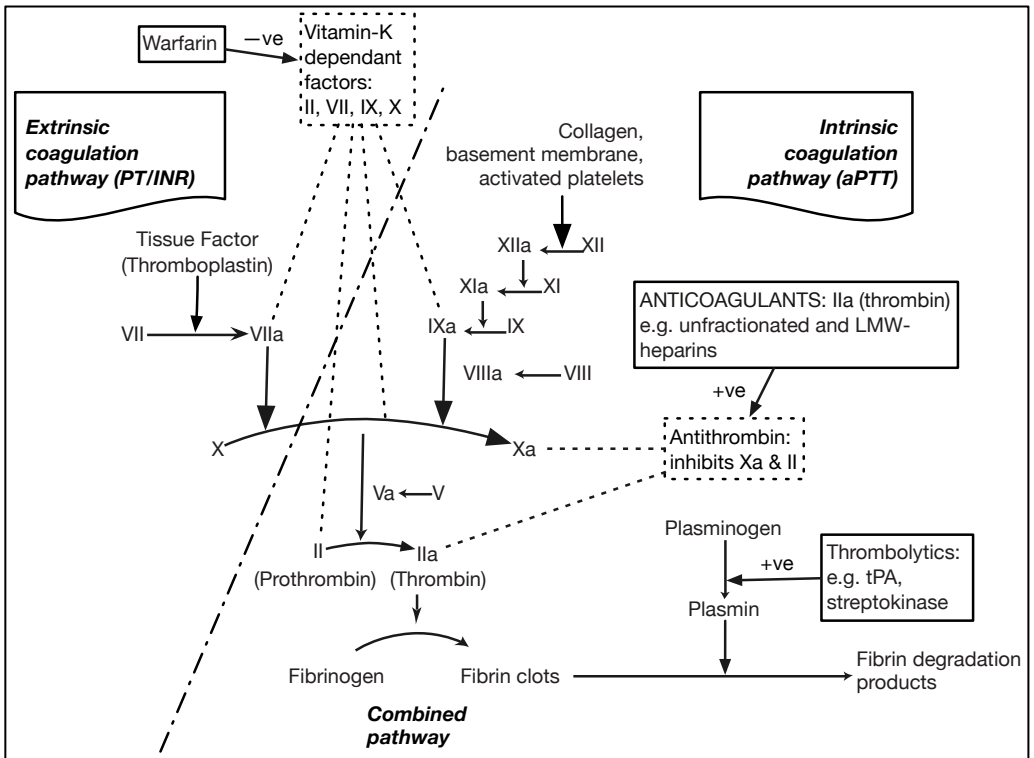 Warfarin
—ve
Vitamin-K
dependant
factors:
II, VII, IX, X
Extrinsic
coagulation
pathway (PT/INR)
Collagen,
basement membrane,
activated platelets
Intrinsic
coagulation
pathway (aPTT)
Tissue Factor
(Thromboplastin)
XIIa
XII
XIa
XI
VII
VIIa
IXa
IX
VIIIa
VIII
ANTICOAGULANTS: IIa (thrombin)
e.g. unfractionated and LMW-
heparins
+ve
X
Xa
Antithrombin:
inhibits Xa & II
Va
V
II
IIa
(Prothrombin)
(Thrombin)
Plasminogen
+ve
Thrombolytics:
e.g. tPA,
streptokinase
Plasmin
Fibrinogen
Fibrin clots
Fibrin degradation
products
Combined
pathway